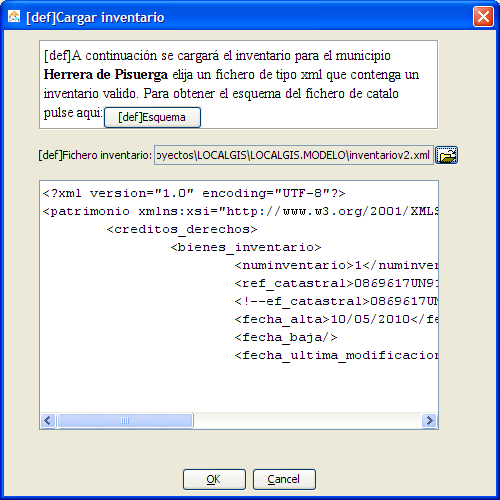 [def]Cargar inventario
[def]A continuación se cargará el inventario para el municipio
Herrera de Pisuerga elija un fichero de tipo xml que contenga un
inventario valido. Para obtener el esquema del fichero de catalo
pulse aqui: [def]Esquema
[def]Fichero inventario: oyectos\LOCALGIS\LOCALGIS.MODELO\inventariov2.xml
<?xml version="1.0" encoding="UTF-8"?>
<patrimonio xmlns:xsi="http://www.w3.org/2001/XMLS
<creditos_derechos>
<bienes_inventario>
<numinventario>1</numinven
<ref_catastral>0869617UN91
<!--ef_catastral>0869617UN
<fecha_alta>10/05/2010</fe
<fecha_baja/>
<fecha_ultima_modificacion
OK Cancel